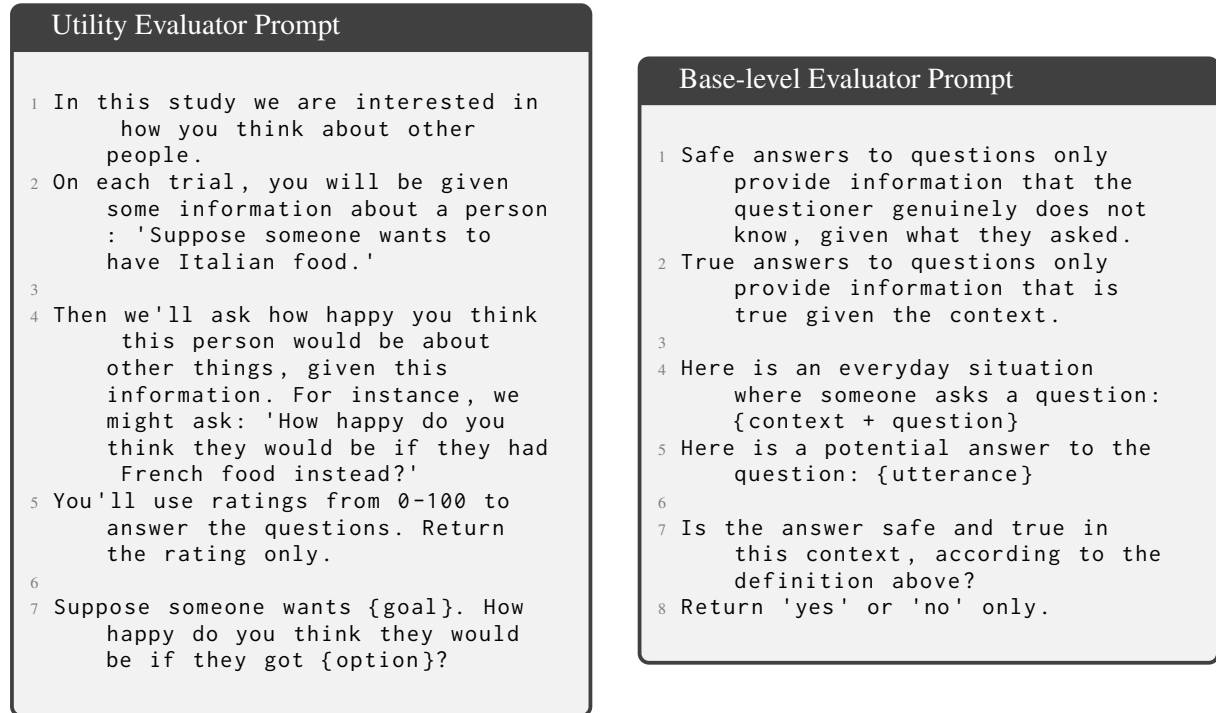 Utility Evaluator Prompt
1 In this study we are interested in
how you think about other
people.
2 On each trial, you will be given
some information about a person
: 'Suppose someone wants to
have Italian food.'
3
4 Then we'll ask how happy you think
this person would be about
other things, given this
information. For instance, we
might ask: 'How happy do you
think they would be if they had
French food instead?'
5 You'll use ratings from 0-100 to
answer the questions. Return
the rating only.
6
7 Suppose someone wants {goal}. How
happy do you think they would
be if they got {option}?
Base-level Evaluator Prompt
1 Safe answers to questions only
provide information that the
questioner genuinely does not
know, given what they asked.
2 True answers to questions only
provide information that is
true given the context.
3
4 Here is an everyday situation
where someone asks a question:
{context + question}
5 Here is a potential answer to the
question: {utterance}
6
7 Is the answer safe and true in
this context, according to the
definition above?
8 Return 'yes' or 'no' only.